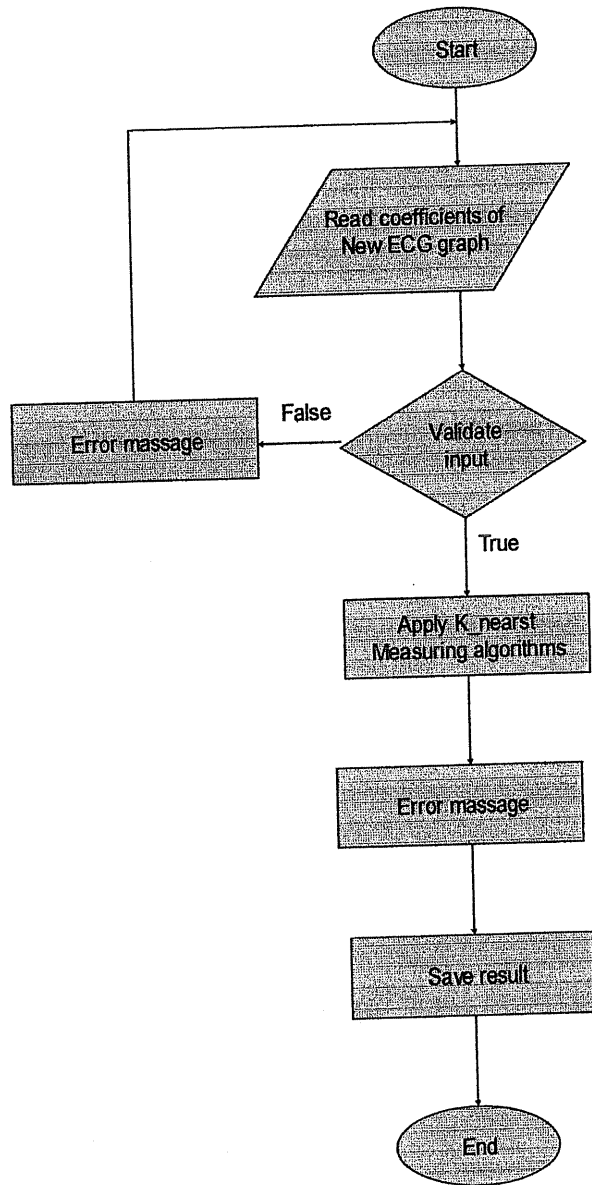 Start
Read coefficients of
New ECG graph
False
Error massage
Validate
input
True
Apply K_nearst
Measuring algorithms
Error massage
Save result
End